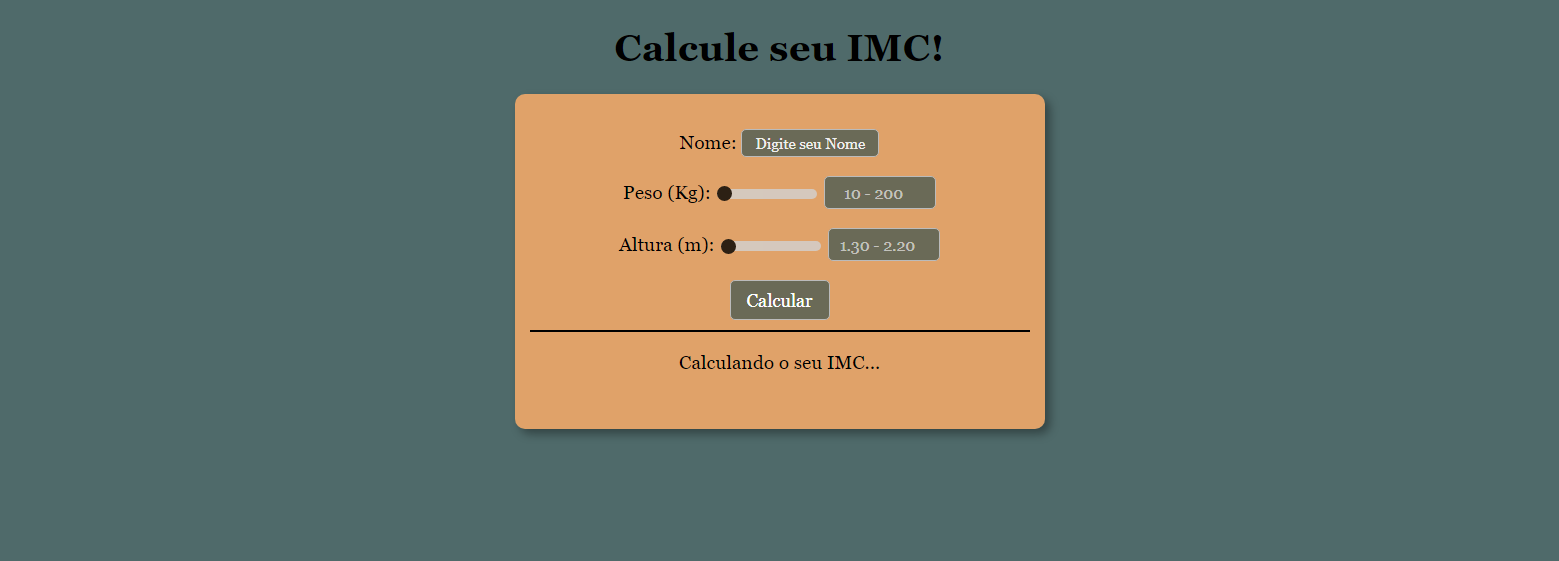 Calcule seu IMC!
Nome: Digite seu Nome
Peso (Kg): 10 - 200
Altura (m): 1.30 - 2.20
Calcular
Calculando o seu IMC...